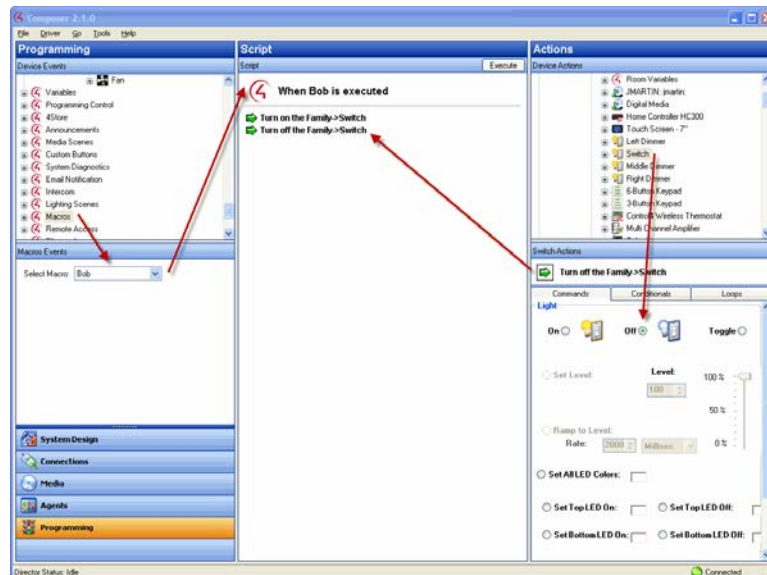 Composer 2.1.0
File Driver Go Tools Help
Programming
Device Events
Fan
Variables
Programming Control
4Store
Announcements
Media Scenes
Custom Buttons
System Diagnostics
Email Notification
Intercom
Lighting Scenes
Macros
Remote Access
Macros Events
Select Macro: Bob
System Design
Connections
Media
Agents
Programming
Director Status: Idle
Script
Script Execute
When Bob is executed
Turn on the Family->Switch
Turn off the Family->Switch
Actions
Device Actions
Room Variables
JMARTIN: jmartin:
Digital Media
Home Controller HC300
Touch Screen - 7"
Left Dimmer
Switch
Middle Dimmer
Right Dimmer
6-Button Keypad
3-Button Keypad
Control4 Wireless Thermostat
Multi Channel Amplifier
Switch Actions
Turn off the Family->Switch
Commands Conditionals Loops
Light
On Off Toggle
Set Level: Level: 100 100 %
50 %
Ramp to Level:
Rate: 2000 Millisec. 0 %
Set All LED Colors:
Set Top LED On: Set Top LED Off:
Set Bottom LED On: Set Bottom LED Off:
Connected